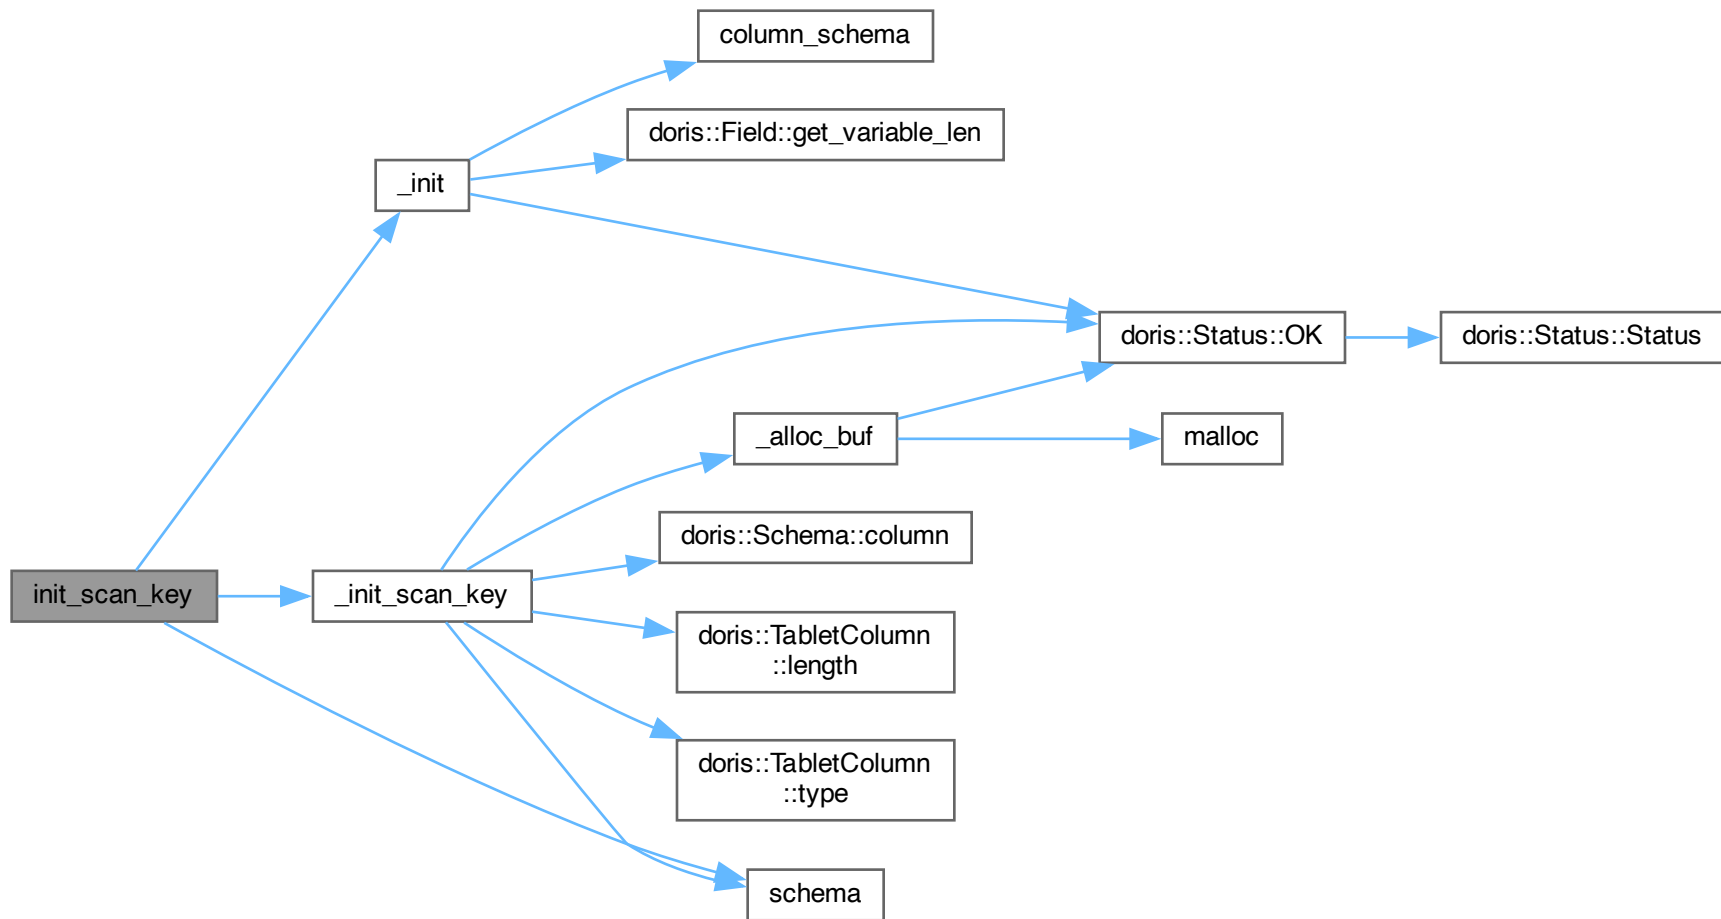 column_schema
doris::Field::get_variable_len
_init
doris::Status::OK
doris::Status::Status
_alloc_buf
malloc
doris::Schema::column
init_scan_key
_init_scan_key
doris::TabletColumn
::length
doris::TabletColumn
::type
schema